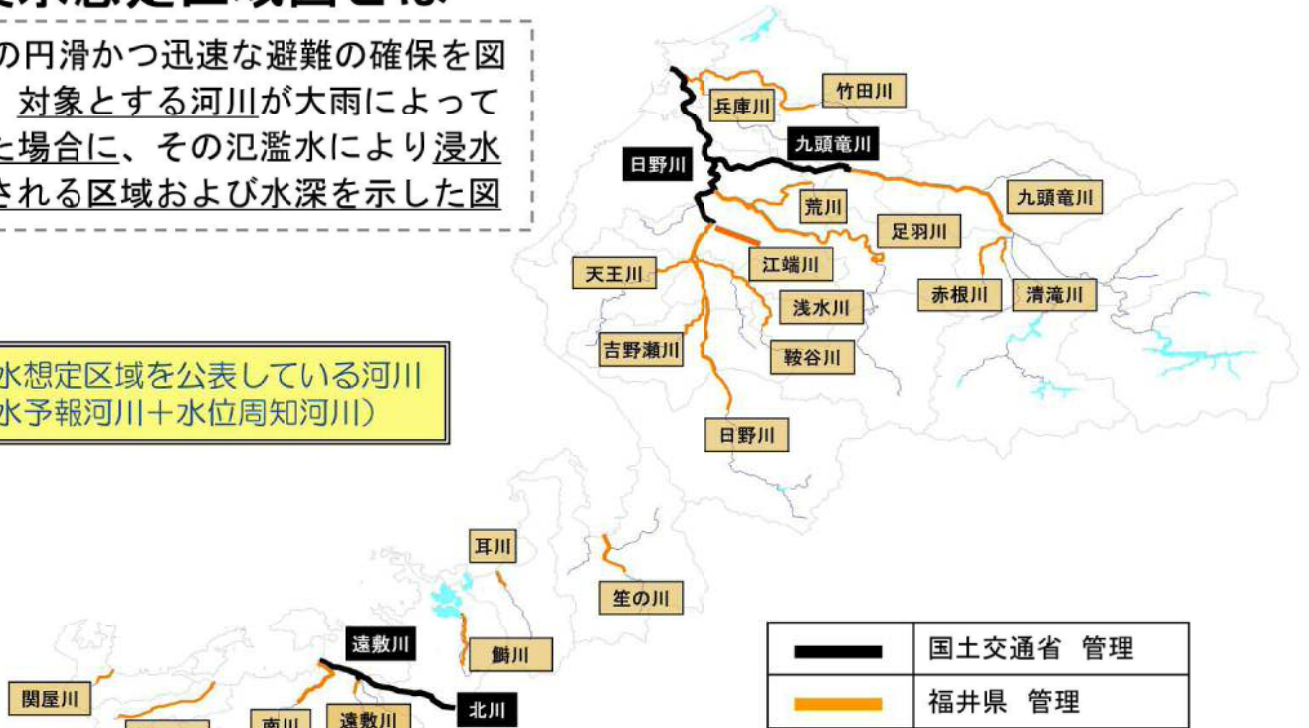 の円滑かつ迅速な避難の確保を図
対象とする河川が大雨によって
た場合に、その氾濫水により浸水
される区域および水深を示した図
兵庫川
竹田川
九頭竜川
日野川
九頭竜川
荒川
足羽川
江端川
天王川
赤根川
清滝川
浅水川
吉野瀬川
鞍谷川
水想定区域を公表している河川
水予報河川＋水位周知河川）
日野川
耳川
笙の川
遠敷川
鰣川
国土交通省 管理
関屋川
北川
福井県 管理
南川
遠敷川